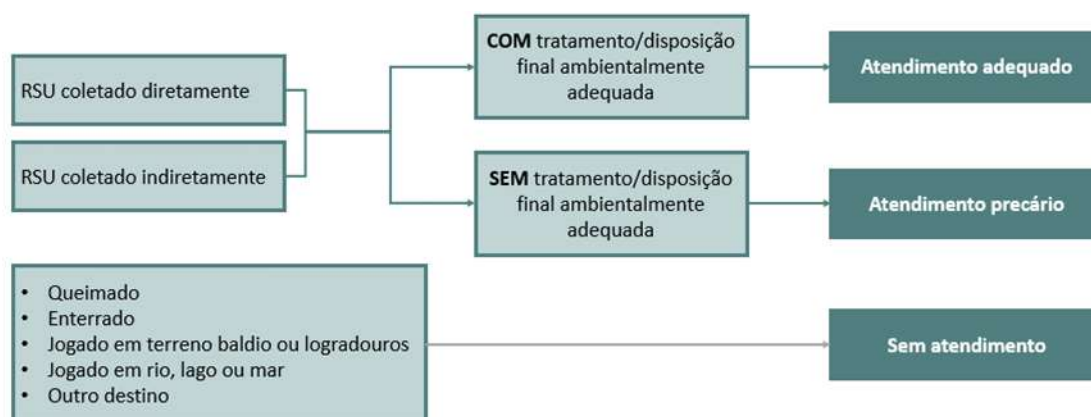 RSU coletado diretamente
RSU coletado indiretamente
COM tratamento/disposição
final ambientalmente
adequada
Atendimento adequado
SEM tratamento/disposição
final ambientalmente
adequada
Atendimento precário
• Queimado
• Enterrado
• Jogado em terreno baldio ou logradouros
• Jogado em rio, lago ou mar
• Outro destino
Sem atendimento